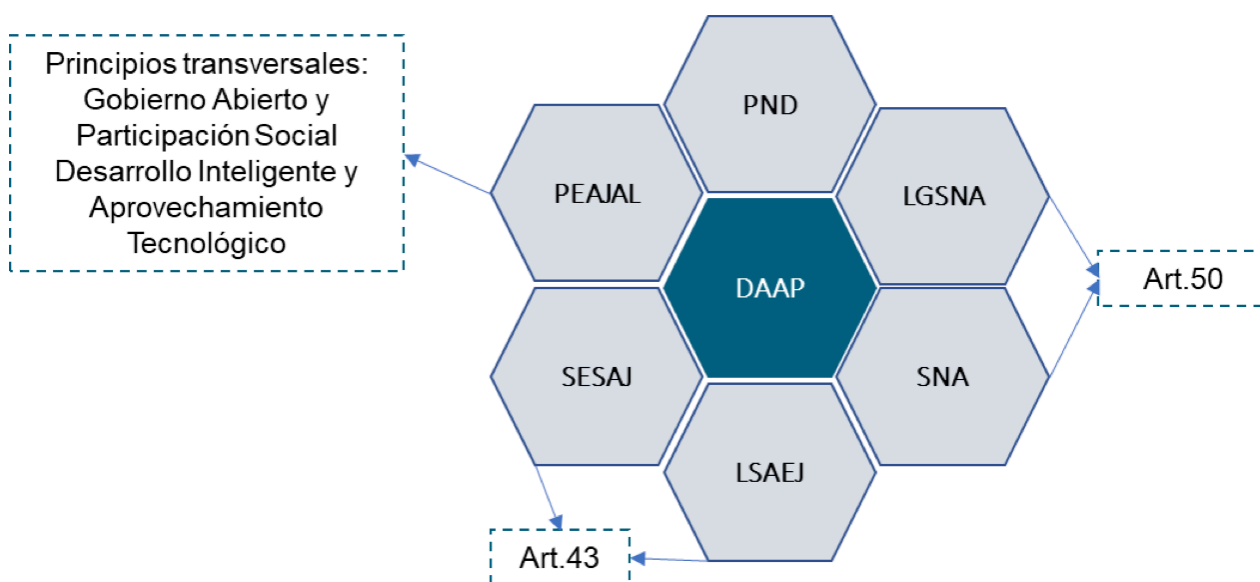 Principios transversales:
Gobierno Abierto y
Participación Social
Desarrollo Inteligente y
Aprovechamiento
Tecnológico
PND
PEAJAL
LGSNA
DAAP
Art.50
SESAJ
SNA
LSAEJ
Art.43